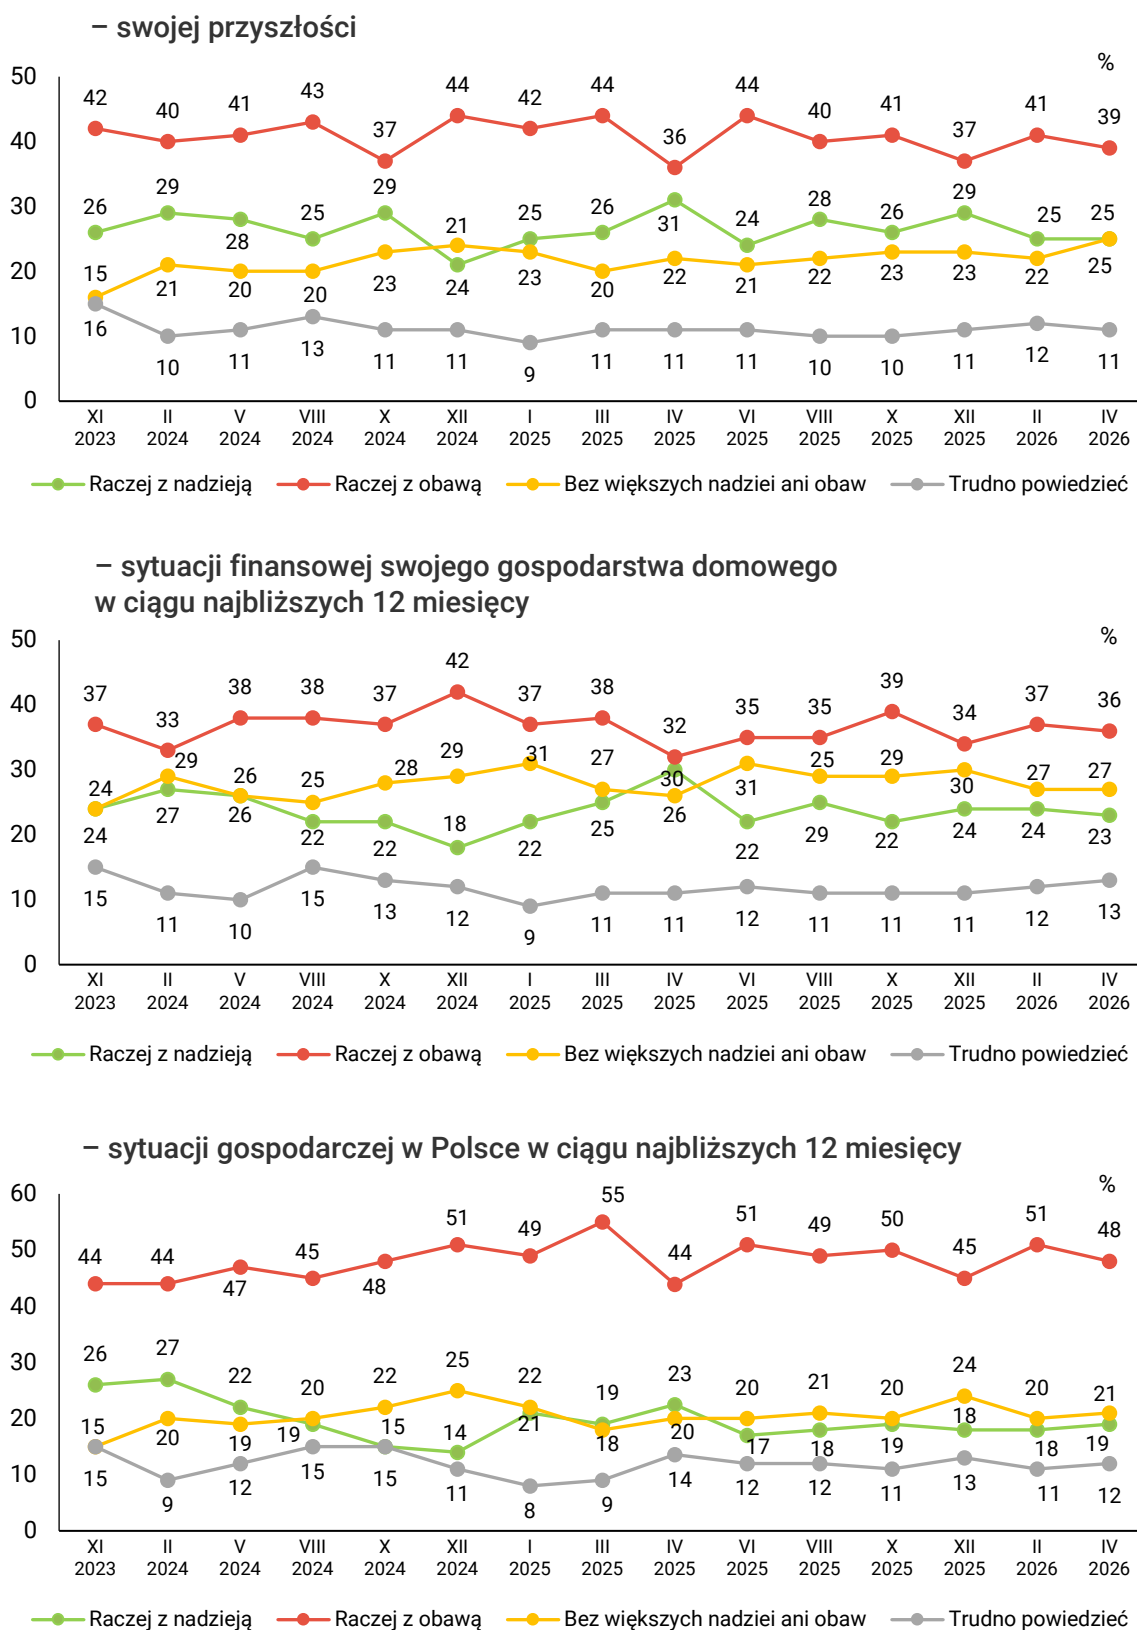 – swojej przyszłości
%
50
40
30
20
10
0
42 40 41 43 37 44 42 44 36 44 40 41 37 41 39
26 29 28 25 29 21 25 26 31 24 28 26 29 25 25
15 21 20 20 23 24 23 20 22 21 22 23 23 22 25
16 10 11 13 11 11 9 11 11 11 10 10 11 12 11
XI II V VIII X XII I III IV VI VIII X XII II IV
2023 2024 2024 2024 2024 2024 2025 2025 2025 2025 2025 2025 2025 2026 2026
Raczej z nadzieją Raczej z obawą Bez większych nadziei ani obaw Trudno powiedzieć
– sytuacji finansowej swojego gospodarstwa domowego
w ciągu najbliższych 12 miesięcy
%
50
40
30
20
10
0
37 33 38 38 37 42 37 38 32 35 35 39 34 37 36
24 29 26 25 28 29 31 27 30 31 25 29 30 27 27
24 27 26 22 22 18 22 25 26 22 29 22 24 24 23
15 11 10 15 13 12 9 11 11 12 11 11 11 12 13
XI II V VIII X XII I III IV VI VIII X XII II IV
2023 2024 2024 2024 2024 2024 2025 2025 2025 2025 2025 2025 2025 2026 2026
Raczej z nadzieją Raczej z obawą Bez większych nadziei ani obaw Trudno powiedzieć
– sytuacji gospodarczej w Polsce w ciągu najbliższych 12 miesięcy
%
60
50
40
30
20
10
0
44 44 47 45 48 51 49 55 44 51 49 50 45 51 48
26 27 22 20 22 25 22 19 23 20 21 20 24 20 21
15 20 19 19 15 14 21 18 20 17 18 19 18 18 19
15 9 12 15 15 11 8 9 14 12 12 11 13 11 12
XI II V VIII X XII I III IV VI VIII X XII II IV
2023 2024 2024 2024 2024 2024 2025 2025 2025 2025 2025 2025 2025 2026 2026
Raczej z nadzieją Raczej z obawą Bez większych nadziei ani obaw Trudno powiedzieć